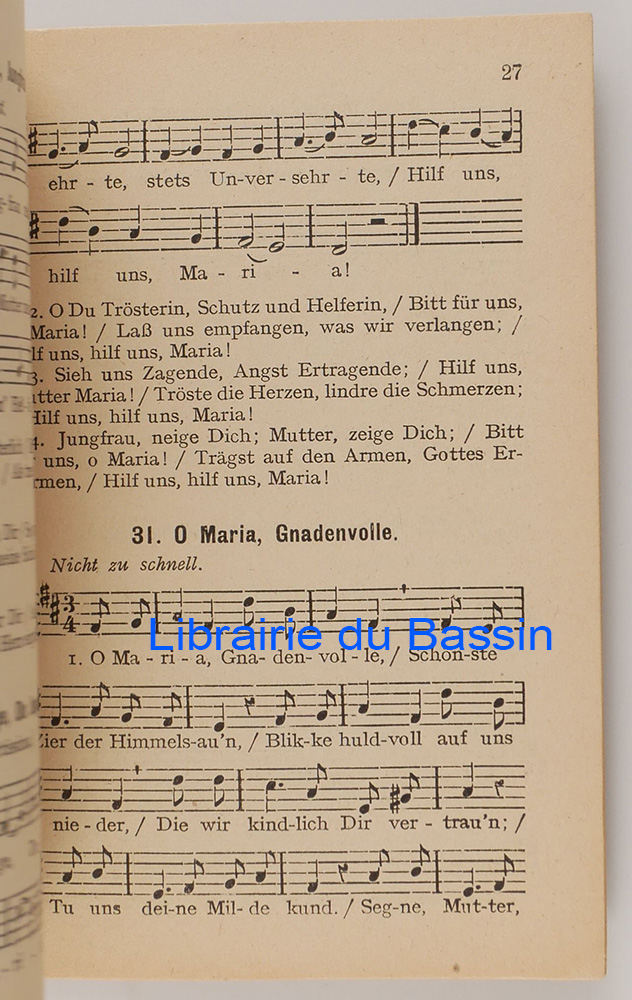 27
ehr - te, stets Un-ver - sehr - te, / Hilf uns,
hilf uns, Ma - ri - a!
2. O Du Trösterin, Schutz und Helferin, / Bitt für uns,
Maria! / Laß uns empfangen, was wir verlangen; /
lf uns, hilf uns, Maria!
3. Sieh uns Zagende, Angst Ertragende; / Hilf uns,
utter Maria! / Tröste die Herzen, lindre die Schmerzen;
Hilf uns, hilf uns, Maria!
4. Jungfrau, neige Dich; Mutter, zeige Dich; / Bitt
uns, o Maria! / Trägst auf den Armen, Gottes Er-
rmen, / Hilf uns, hilf uns, Maria!
31. O Maria, Gnadenvolle.
Nicht zu schnell.
3
4
Librairie du Bassin
1. O Ma - ri - a, Gna- den- vol - le, / Schön-ste
Zier der Himmels-au'n, / Blik-ke huld-voll auf uns
nie - der, / Die wir kind-lich Dir ver - trau'n; /
Tu uns dei-ne Mil- de kund. / Seg-ne, Mut-ter,